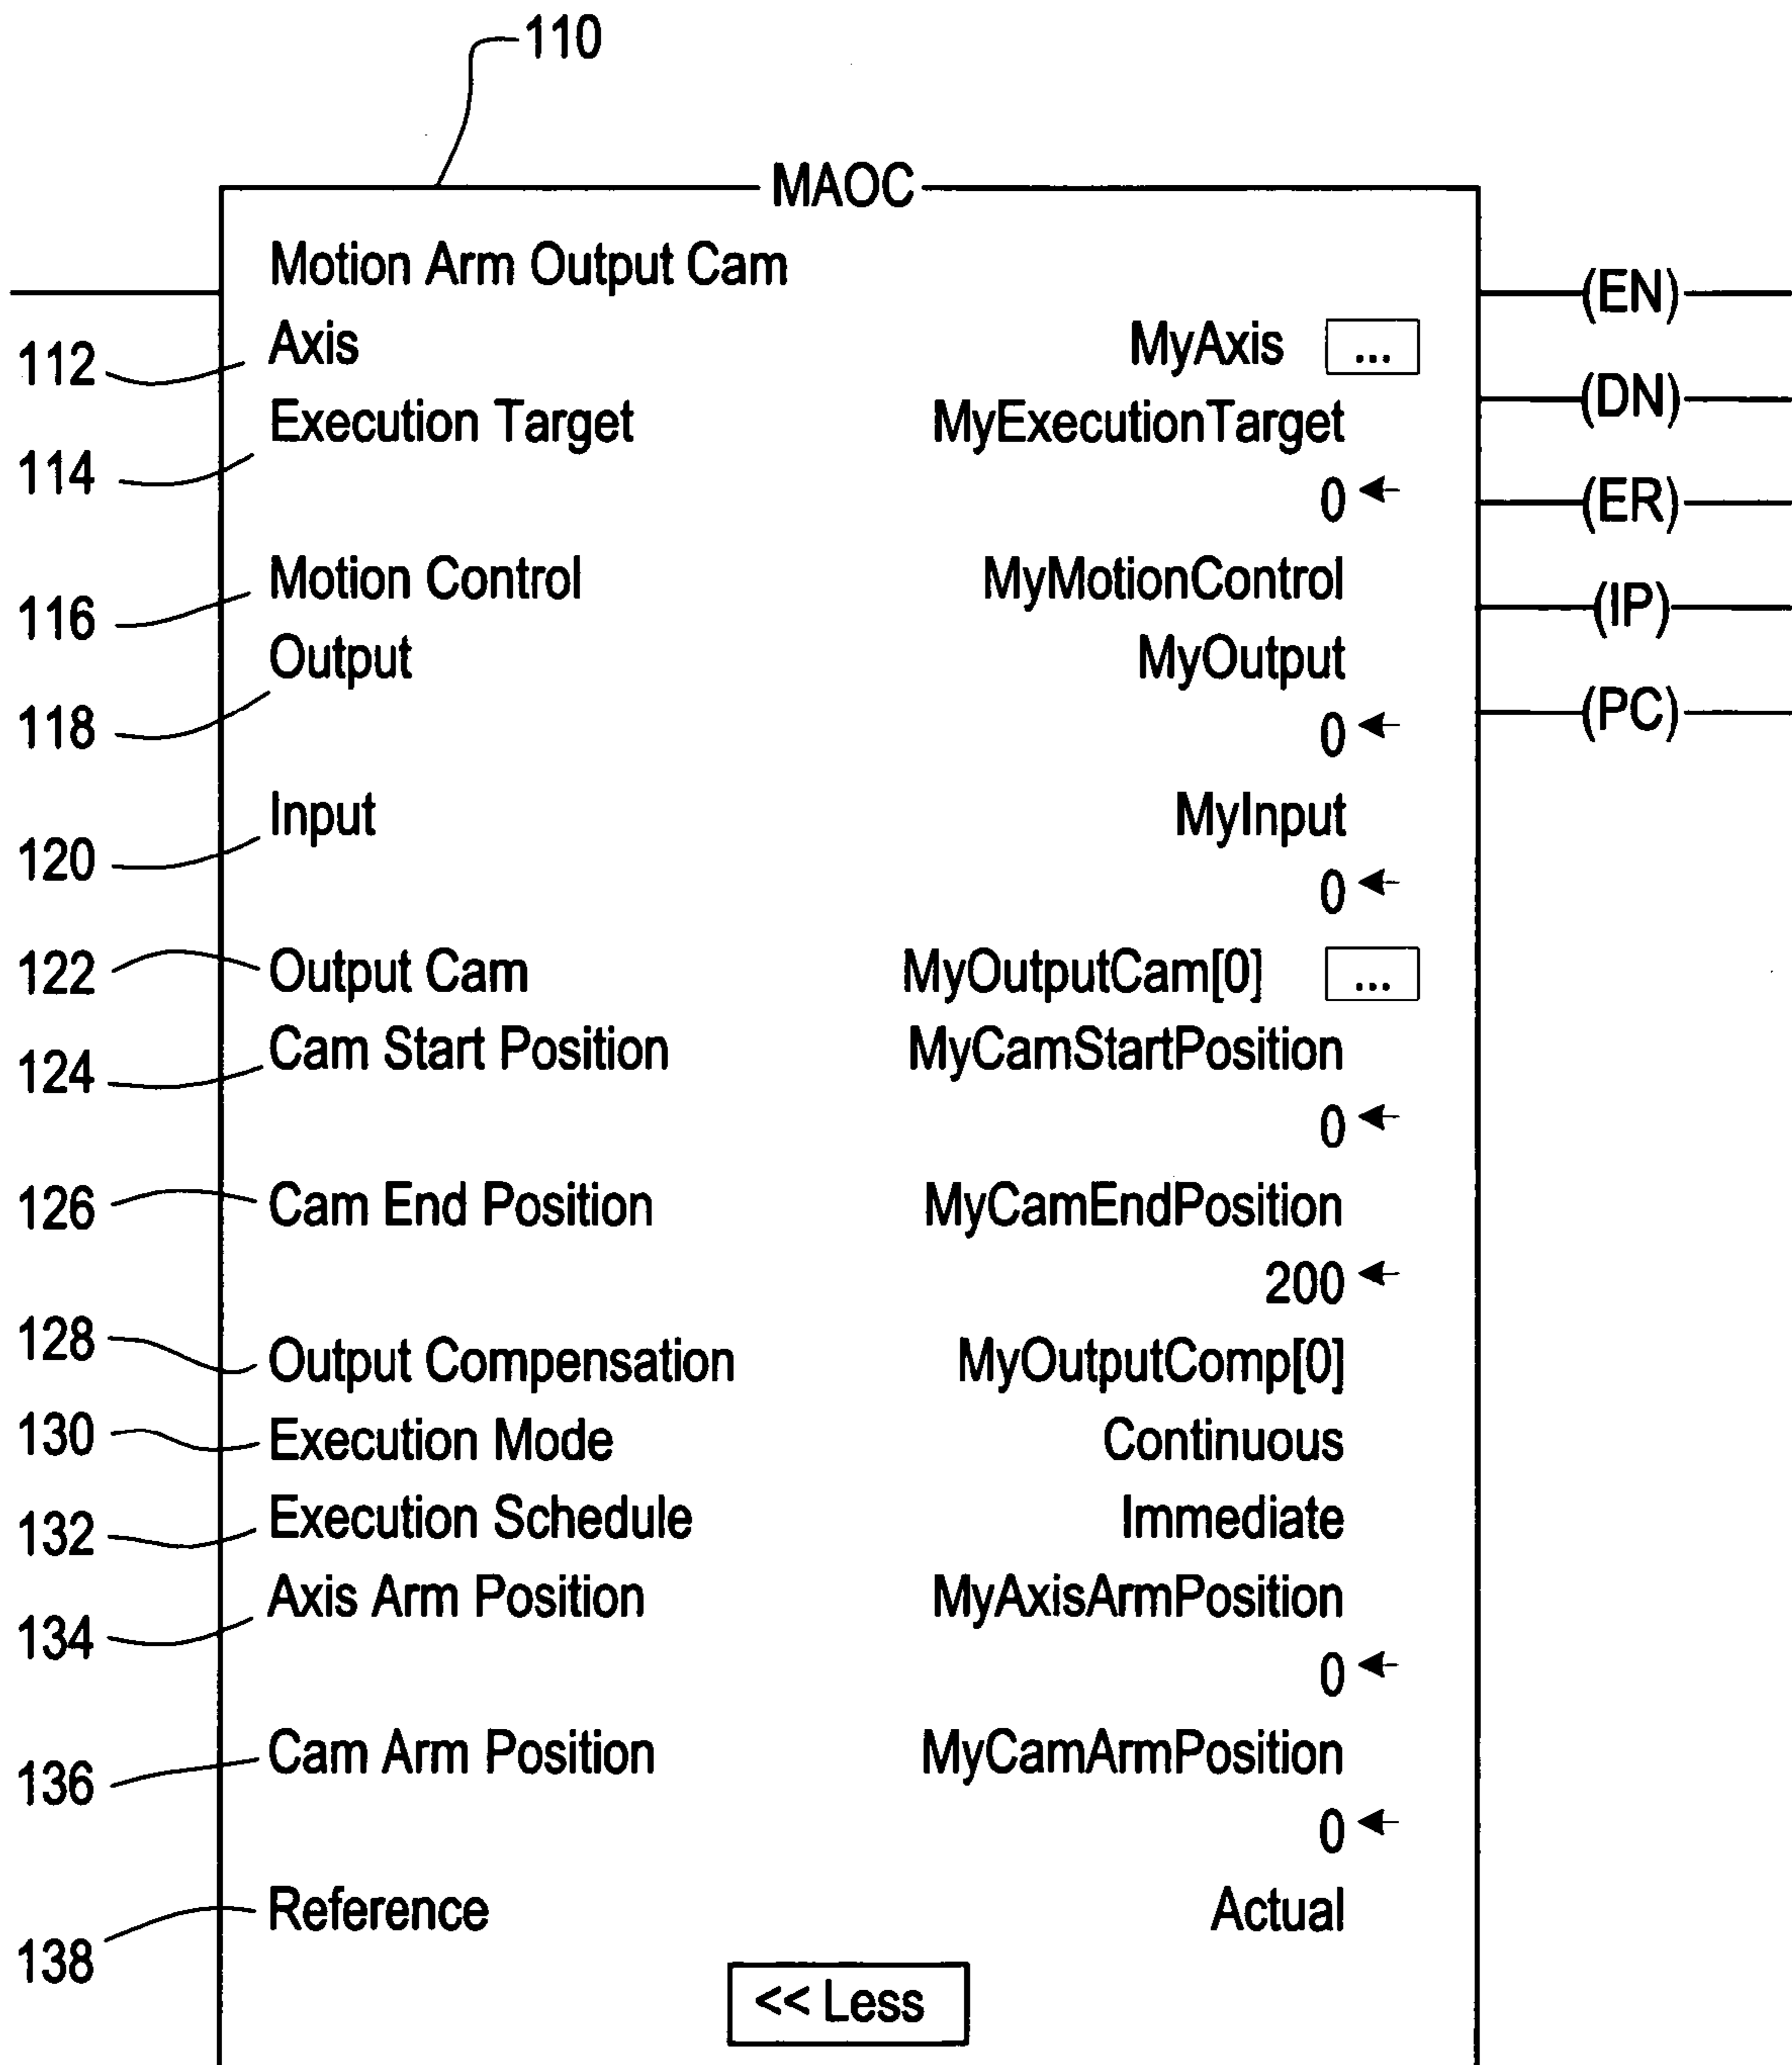 110
MAOC
Motion Arm Output Cam
(EN)
112 Axis MyAxis ...
(DN)
114 Execution Target MyExecutionTarget
0
(ER)
116 Motion Control MyMotionControl
(IP)
118 Output MyOutput
0
(PC)
120 Input MyInput
0
122 Output Cam MyOutputCam[0] ...
124 Cam Start Position MyCamStartPosition
0
126 Cam End Position MyCamEndPosition
200
128 Output Compensation MyOutputComp[0]
130 Execution Mode Continuous
132 Execution Schedule Immediate
134 Axis Arm Position MyAxisArmPosition
0
136 Cam Arm Position MyCamArmPosition
0
138 Reference Actual
<< Less